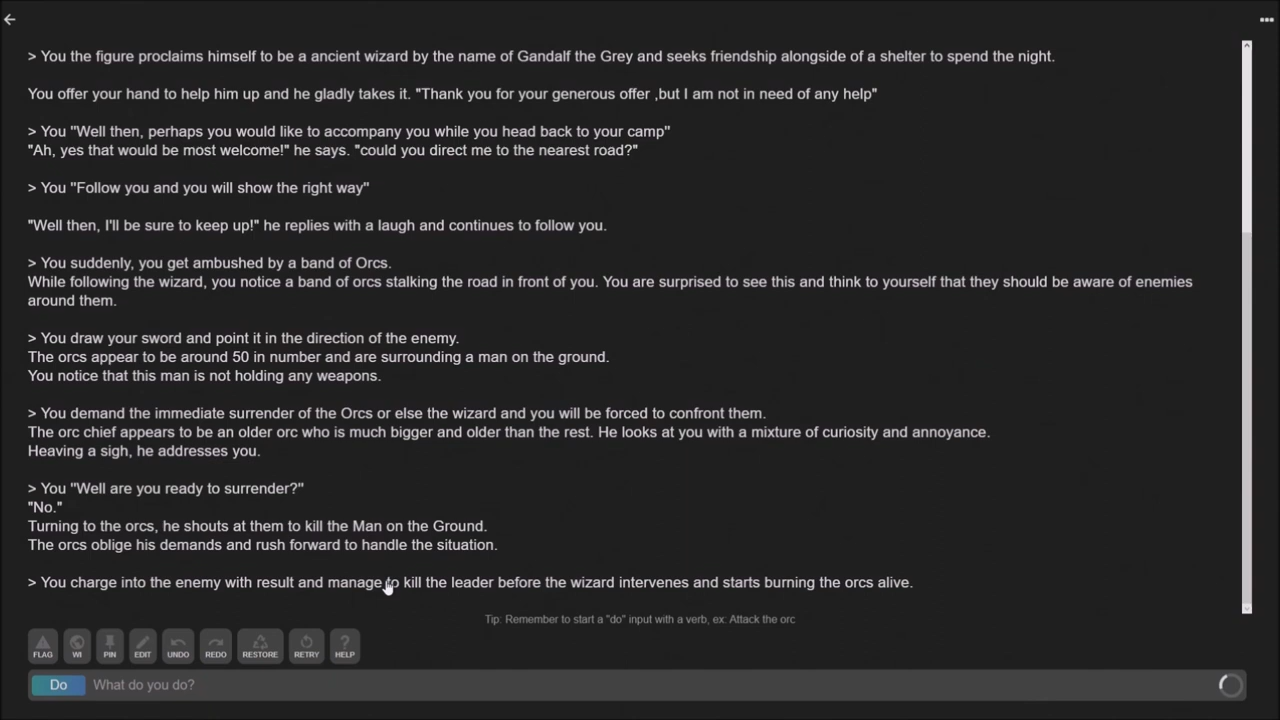 > You the figure proclaims himself to be a ancient wizard by the name of Gandalf the Grey and seeks friendship alongside of a shelter to spend the night.
You offer your hand to help him up and he gladly takes it. "Thank you for your generous offer ,but I am not in need of any help"
> You "Well then, perhaps you would like to accompany you while you head back to your camp"
"Ah, yes that would be most welcome!" he says. "could you direct me to the nearest road?"
> You "Follow you and you will show the right way"
"Well then, I'll be sure to keep up!" he replies with a laugh and continues to follow you.
> You suddenly, you get ambushed by a band of Orcs.
While following the wizard, you notice a band of orcs stalking the road in front of you. You are surprised to see this and think to yourself that they should be aware of enemies
around them.
> You draw your sword and point it in the direction of the enemy.
The orcs appear to be around 50 in number and are surrounding a man on the ground.
You notice that this man is not holding any weapons.
> You demand the immediate surrender of the Orcs or else the wizard and you will be forced to confront them.
The orc chief appears to be an older orc who is much bigger and older than the rest. He looks at you with a mixture of curiosity and annoyance.
Heaving a sigh, he addresses you.
> You "Well are you ready to surrender?"
"No."
Turning to the orcs, he shouts at them to kill the Man on the Ground.
The orcs oblige his demands and rush forward to handle the situation.
> You charge into the enemy with result and manage to kill the leader before the wizard intervenes and starts burning the orcs alive.
Tip: Remember to start a "do" input with a verb, ex: Attack the orc
FLAG WI PIN EDIT UNDO REDO RESTORE RETRY HELP
Do What do you do?